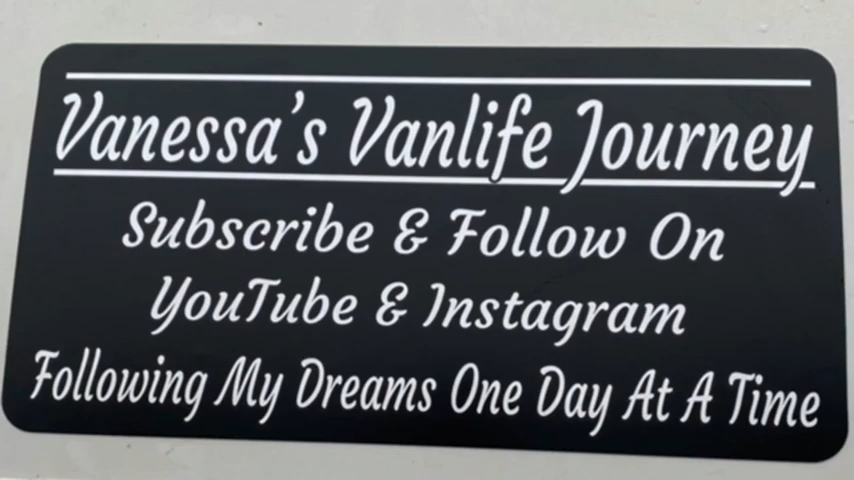 Vanessa's Vanlife Journey
Subscribe & Follow On
YouTube & Instagram
Following My Dreams One Day At A Time